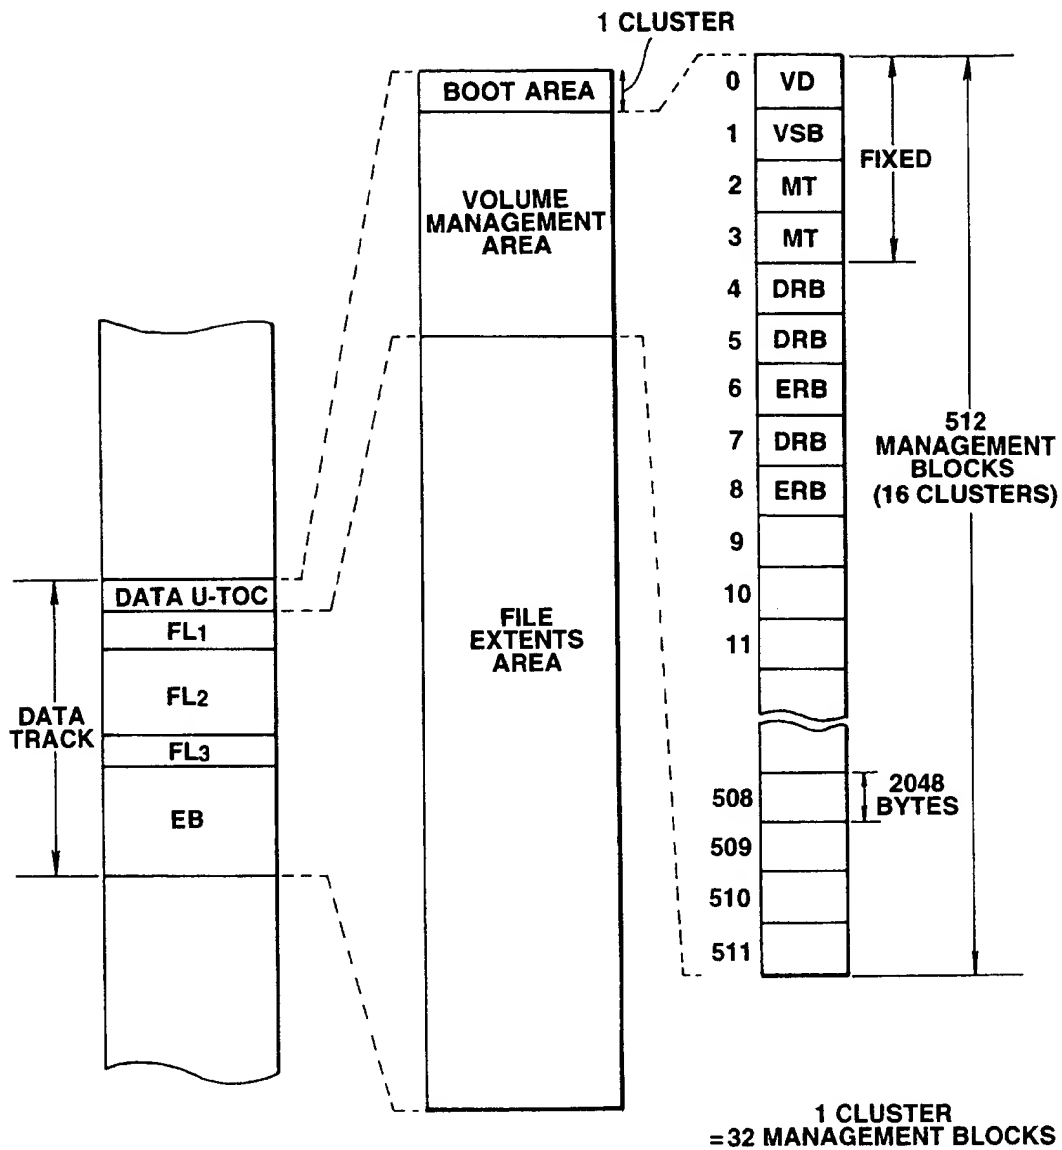 1 CLUSTER
BOOT AREA
VOLUME
MANAGEMENT
AREA
FILE
EXTENTS
AREA
DATA U-TOC
FL1
FL2
FL3
EB
DATA
TRACK
0 VD
1 VSB
2 MT
3 MT
4 DRB
5 DRB
6 ERB
7 DRB
8 ERB
9
10
11
508
509
510
511
FIXED
512
MANAGEMENT
BLOCKS
(16 CLUSTERS)
2048
BYTES
1 CLUSTER
=32 MANAGEMENT BLOCKS